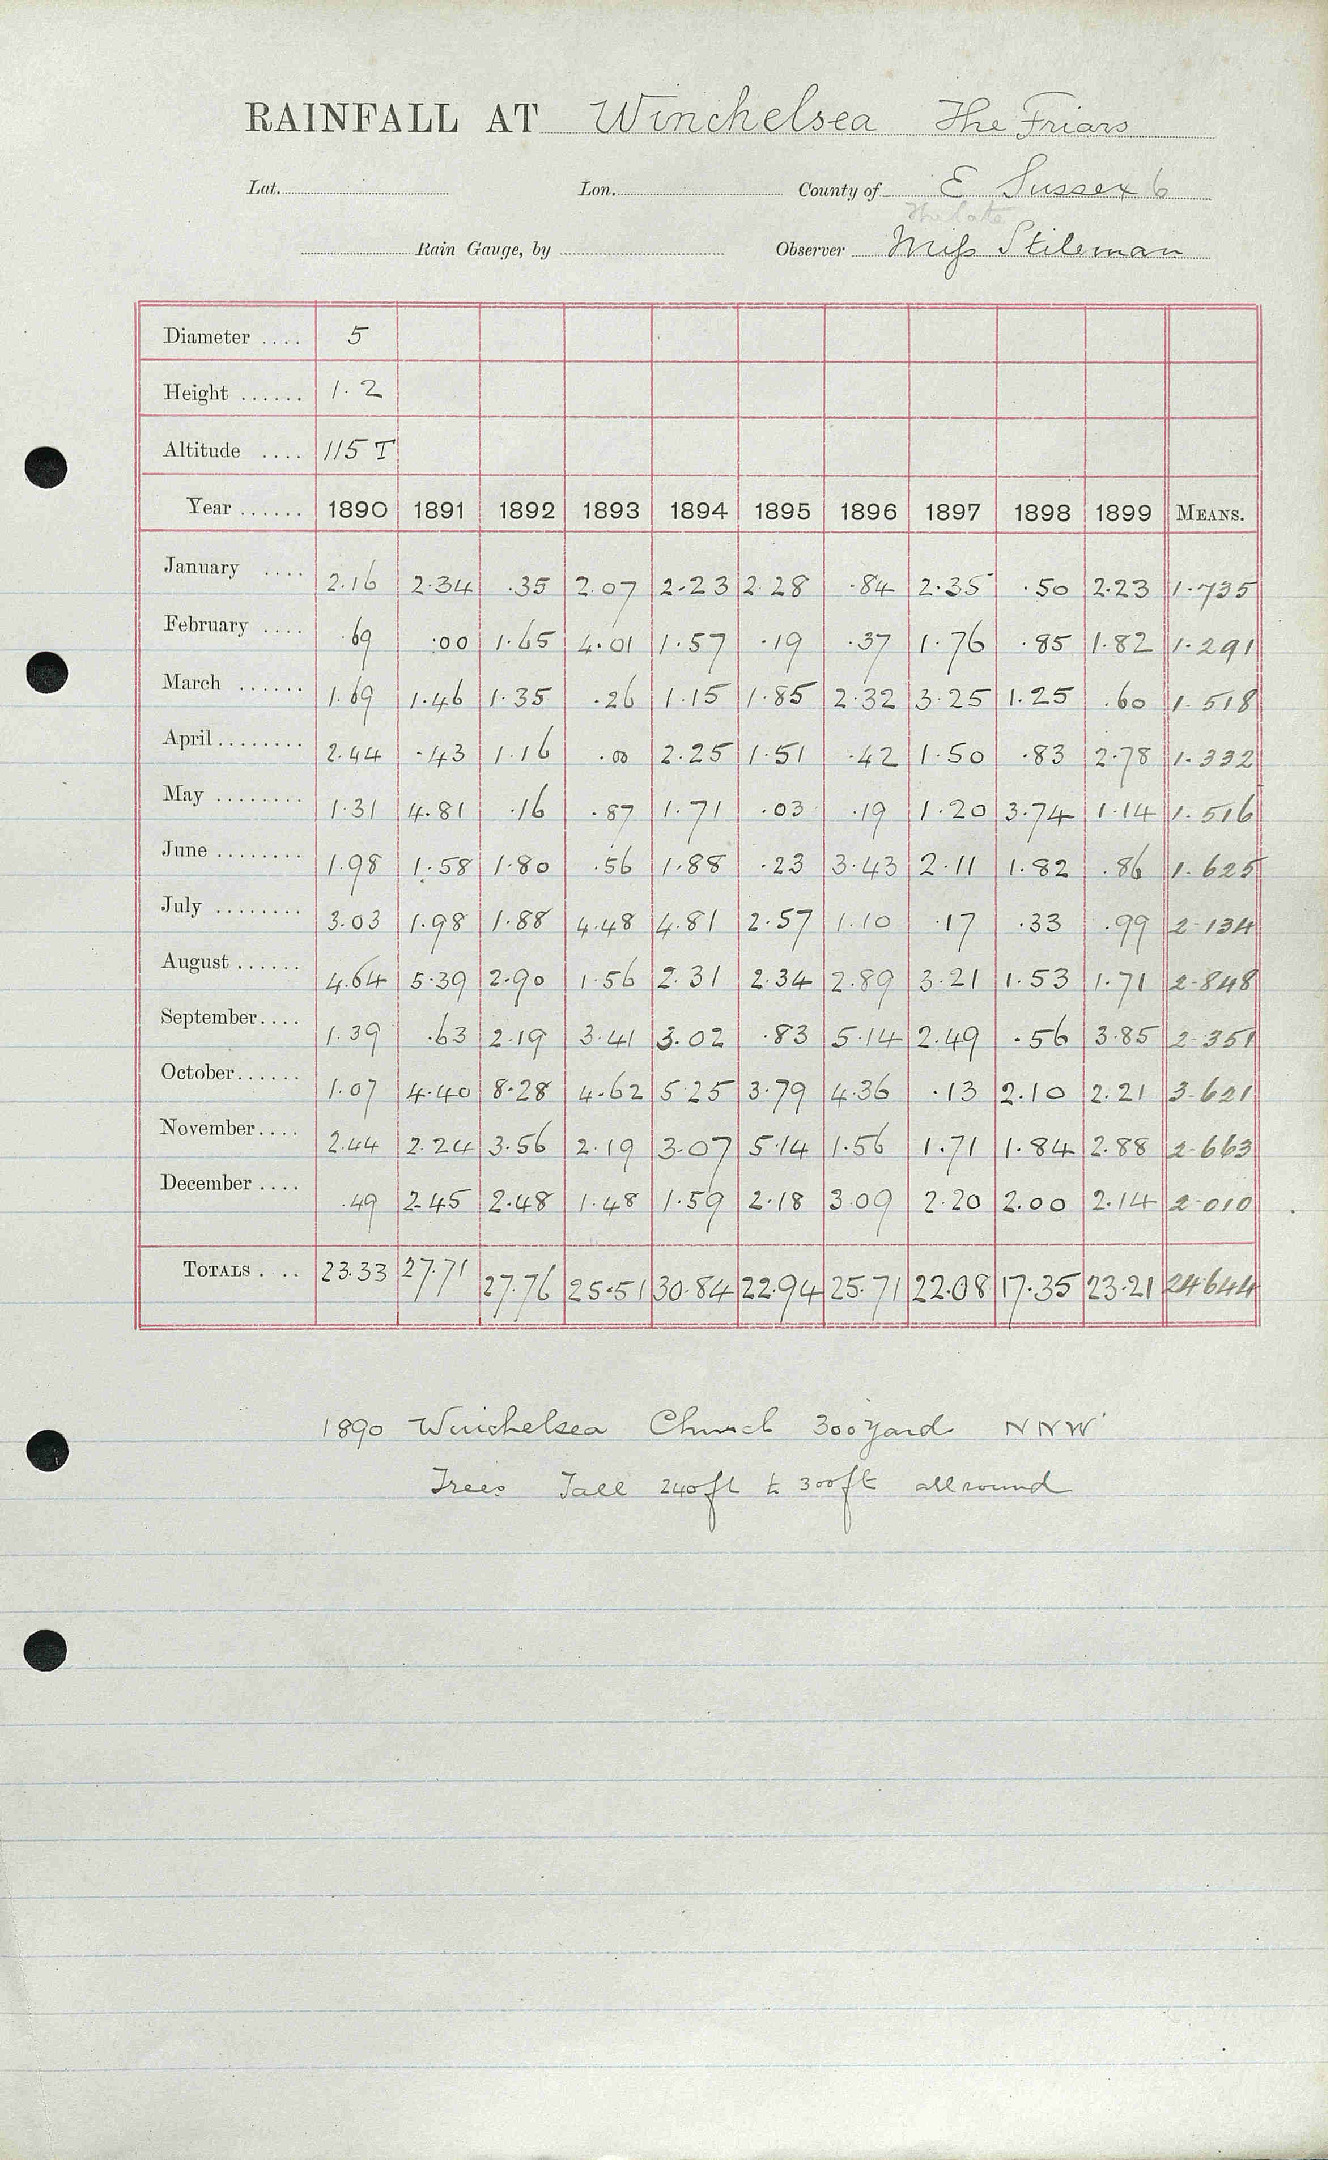 RAINFALL AT Winchelsea The Friars
Lat. Lon. County of E Sussex 6
The late
Rain Gauge, by Observer Miss Stileman
Diameter .... 5
Height ...... 1.2
Altitude .... 115 T
Year ...... 1890 1891 1892 1893 1894 1895 1896 1897 1898 1899 MEANS.
January .... 2.16 2.34 .35 2.07 2.23 2.28 .84 2.35 .50 2.23 1.735
February .... .69 .00 1.65 4.01 1.57 .19 .37 1.76 .85 1.82 1.291
March ...... 1.69 1.46 1.35 .26 1.15 1.85 2.32 3.25 1.25 .60 1.518
April ........ 2.44 .43 1.16 .00 2.25 1.51 .42 1.50 .83 2.78 1.332
May ........ 1.31 4.81 .16 .87 1.71 .03 .19 1.20 3.74 1.14 1.516
June ........ 1.98 1.58 1.80 .56 1.88 .23 3.43 2.11 1.82 .86 1.625
July ........ 3.03 1.98 1.88 4.48 4.81 2.57 1.10 .17 .33 .99 2.134
August ...... 4.64 5.39 2.90 1.56 2.31 2.34 2.89 3.21 1.53 1.71 2.848
September .... 1.39 .63 2.19 3.41 3.02 .83 5.14 2.49 .56 3.85 2.351
October ...... 1.07 4.40 8.28 4.62 5.25 3.79 4.36 .13 2.10 2.21 3.621
November .... 2.44 2.24 3.56 2.19 3.07 5.14 1.56 1.71 1.84 2.88 2.663
December .... .49 2.45 2.48 1.48 1.59 2.18 3.09 2.20 2.00 2.14 2.010
TOTALS . .. 23.33 27.71 27.76 25.51 30.84 22.94 25.71 22.08 17.35 23.21 24644
1890 Winchelsea Church 300 yards NNW
Trees Tall 240ft to 300ft all round